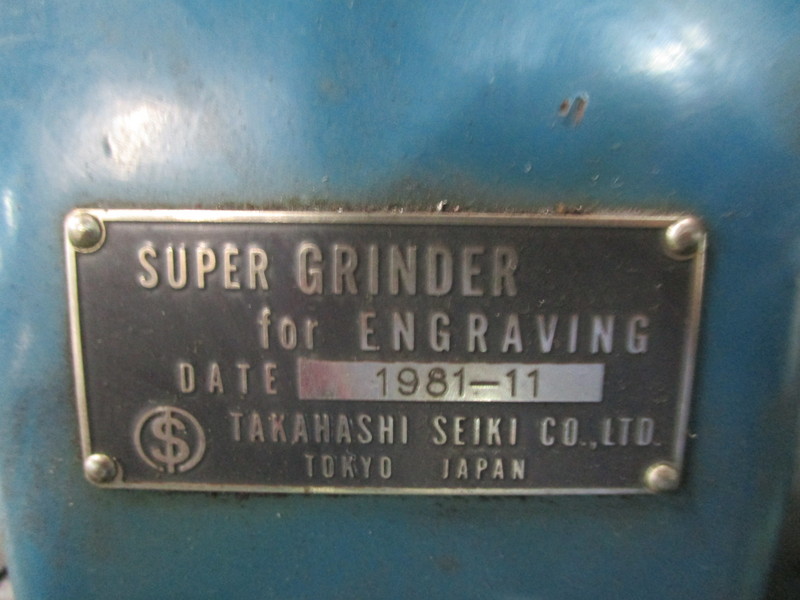 SUPER GRINDER
for ENGRAVING
DATE 1981-11
TAKAHASHI SEIKI CO.,LTD.
TOKYO JAPAN